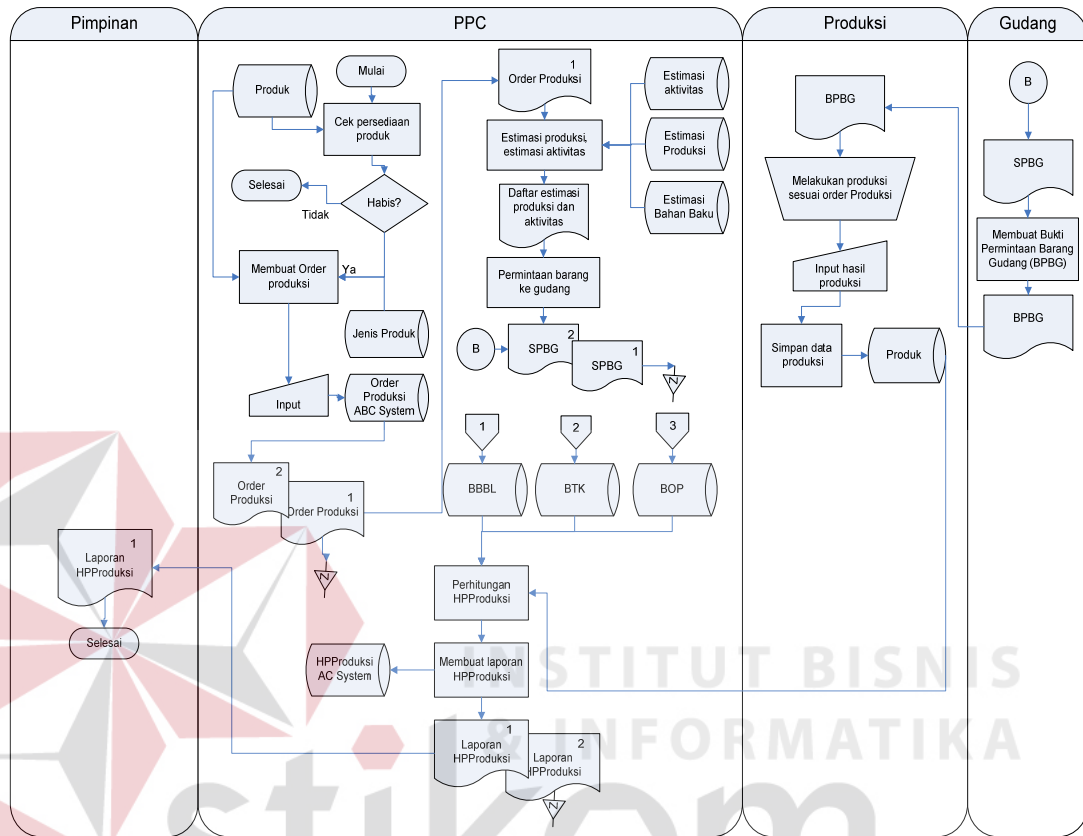 Pimpinan
PPC
Produksi
Gudang
Produk
Mulai
Cek persediaan
produk
Selesai
Habis?
Tidak
Ya
Membuat Order
produksi
Jenis Produk
Input
Order
Produksi
ABC System
2
Order
Produksi
1
Order Produksi
Z
1
Order Produksi
Estimasi produksi,
estimasi aktivitas
Estimasi
aktivitas
Estimasi
Produksi
Estimasi
Bahan Baku
Daftar estimasi
produksi dan
aktivitas
Permintaan barang
ke gudang
B
2
SPBG
1
SPBG
Z
1
2
3
BBBL
BTK
BOP
Perhitungan
HPProduksi
Membuat laporan
HPProduksi
HPProduksi
AC System
1
Laporan
HPProduksi
2
Laporan
HPProduksi
Z
1
Laporan
HPProduksi
Selesai
BPBG
Melakukan produksi
sesuai order Produksi
Input hasil
produksi
Simpan data
produksi
Produk
B
SPBG
Membuat Bukti
Permintaan Barang
Gudang (BPBG)
BPBG
INSTITUT BISNIS
& INFORMATIKA
stikom